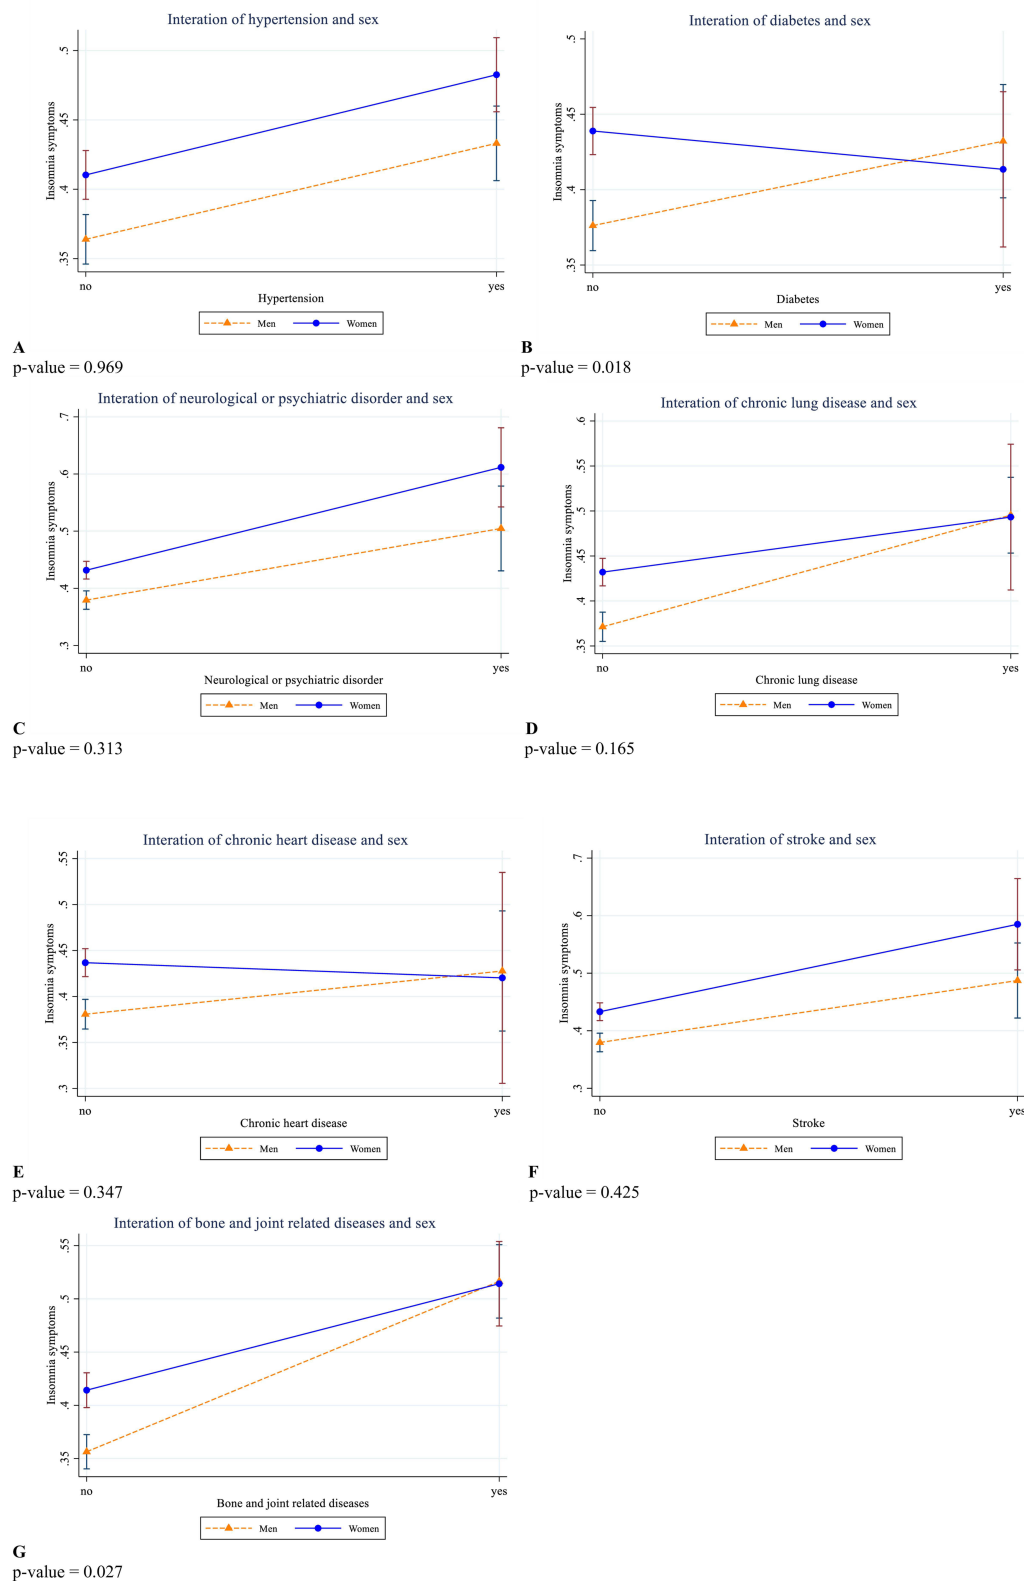 Interation of hypertension and sex
.5
.45
.4
.35
Insomnia symptoms
no
yes
Hypertension
Men
Women
A
p-value = 0.969
Interation of diabetes and sex
.5
.45
.4
.35
Insomnia symptoms
no
yes
Diabetes
Men
Women
B
p-value = 0.018
Interation of neurological or psychiatric disorder and sex
.7
.6
.5
.4
.3
Insomnia symptoms
no
yes
Neurological or psychiatric disorder
Men
Women
C
p-value = 0.313
Interation of chronic lung disease and sex
.6
.55
.5
.45
.4
.35
Insomnia symptoms
no
yes
Chronic lung disease
Men
Women
D
p-value = 0.165
Interation of chronic heart disease and sex
.55
.5
.45
.4
.35
.3
Insomnia symptoms
no
yes
Chronic heart disease
Men
Women
E
p-value = 0.347
Interation of stroke and sex
.7
.6
.5
.4
.3
Insomnia symptoms
no
yes
Stroke
Men
Women
F
p-value = 0.425
Interation of bone and joint related diseases and sex
.55
.5
.45
.4
.35
Insomnia symptoms
no
yes
Bone and joint related diseases
Men
Women
G
p-value = 0.027